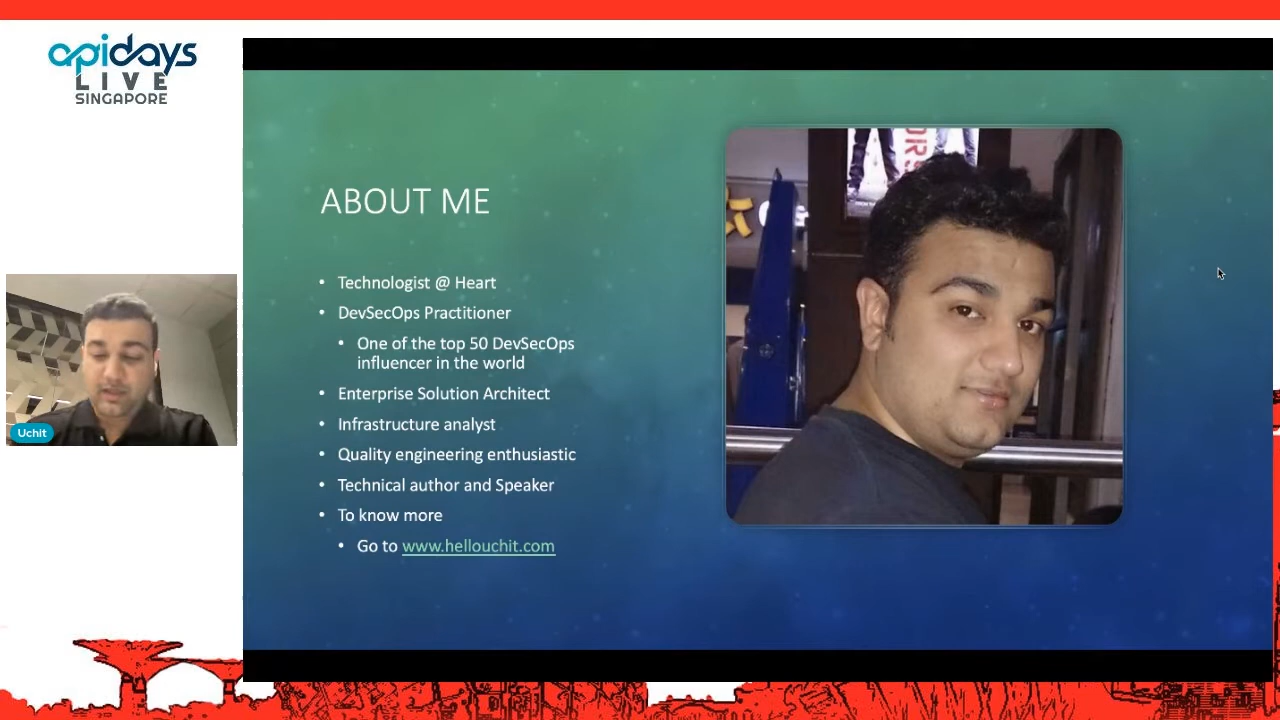 apidays
LIVE
SINGAPORE
ABOUT ME
• Technologist @ Heart
• DevSecOps Practitioner
• One of the top 50 DevSecOps
influencer in the world
• Enterprise Solution Architect
• Infrastructure analyst
• Quality engineering enthusiastic
• Technical author and Speaker
• To know more
• Go to www.hellouchit.com
Uchit